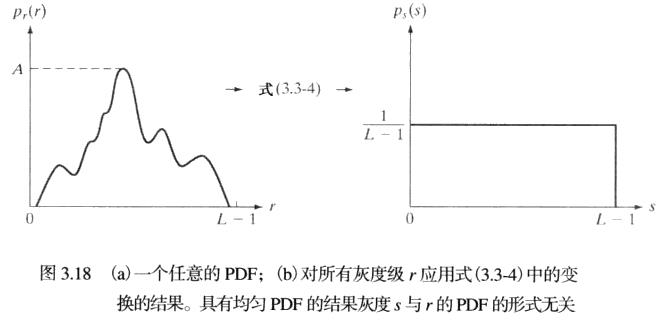 p_r(r)
A
0
L - 1
r
式(3.3-4)
p_s(s)
1
L - 1
0
L - 1
s
图 3.18 (a)一个任意的 PDF；(b)对所有灰度级 r 应用式(3.3-4)中的变
换的结果。具有均匀 PDF 的结果灰度 s 与 r 的 PDF 的形式无关